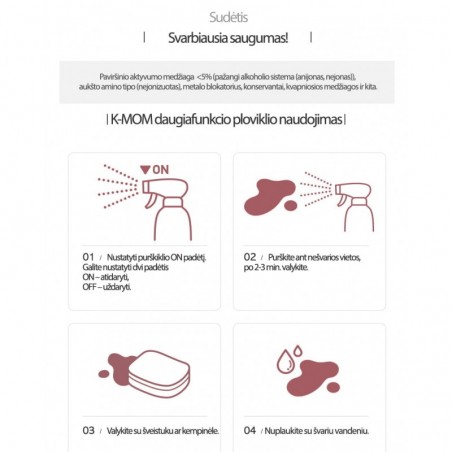 Sudėtis
Svarbiausia saugumas!
Paviršinio aktyvumo medžiaga <5% (pažangi alkoholio sistema (anijonas, nejonas)),
aukšto amino tipo (nejonizuotas), metalo blokatorius, konservantai, kvapniosios medžiagos ir kita.
K-MOM daugiafunkcio ploviklio naudojimas
▼ON
01 / Nustatyti purškiklio ON padėtį.
Galite nustatyti dvi padėtis
ON – atidaryti,
OFF – uždaryti.
02 / Purškite ant nešvarios vietos,
po 2-3 min. valykite.
03 / Valykite su šveistuku ar kempinėle.
04 / Nuplaukite su švariu vandeniu.